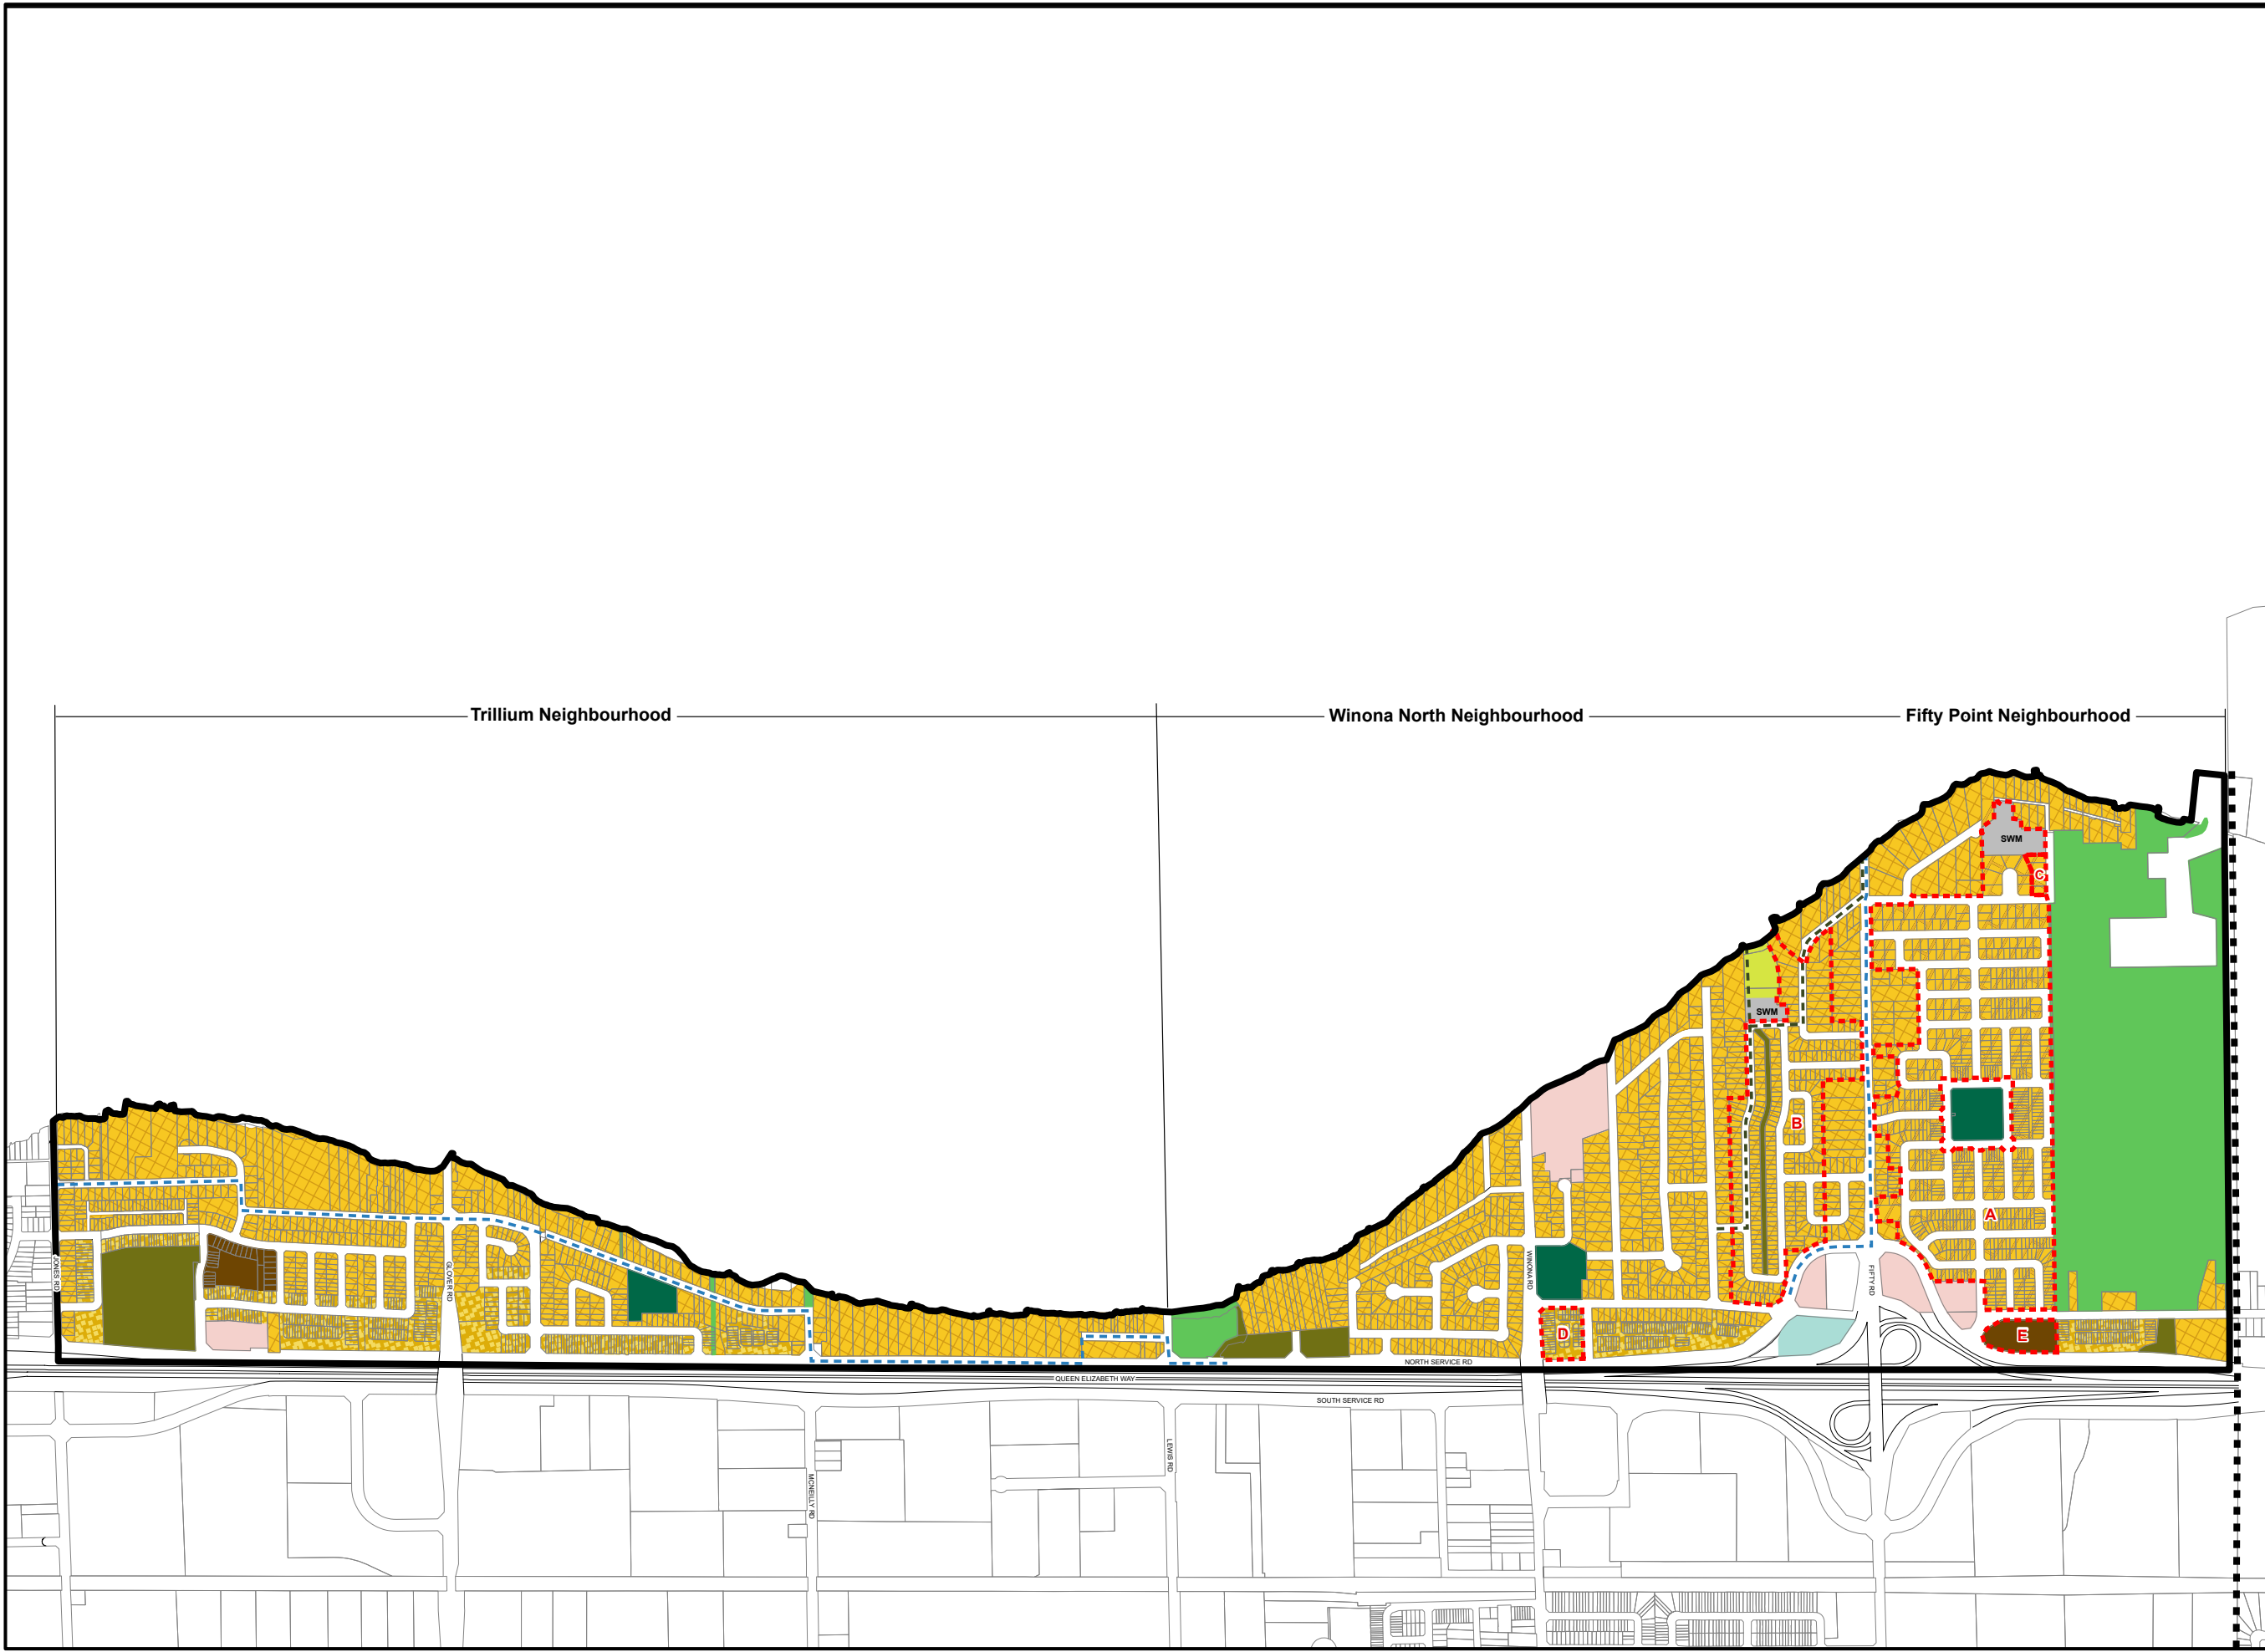 Trillium Neighbourhood
Winona North Neighbourhood
Fifty Point Neighbourhood
SWM
C
SWM
B
A
JONES RD
GLOVER RD
WINONA RD
FIFTY RD
D
E
NORTH SERVICE RD
QUEEN ELIZABETH WAY
SOUTH SERVICE RD
LEWIS RD
MCNEILLY RD